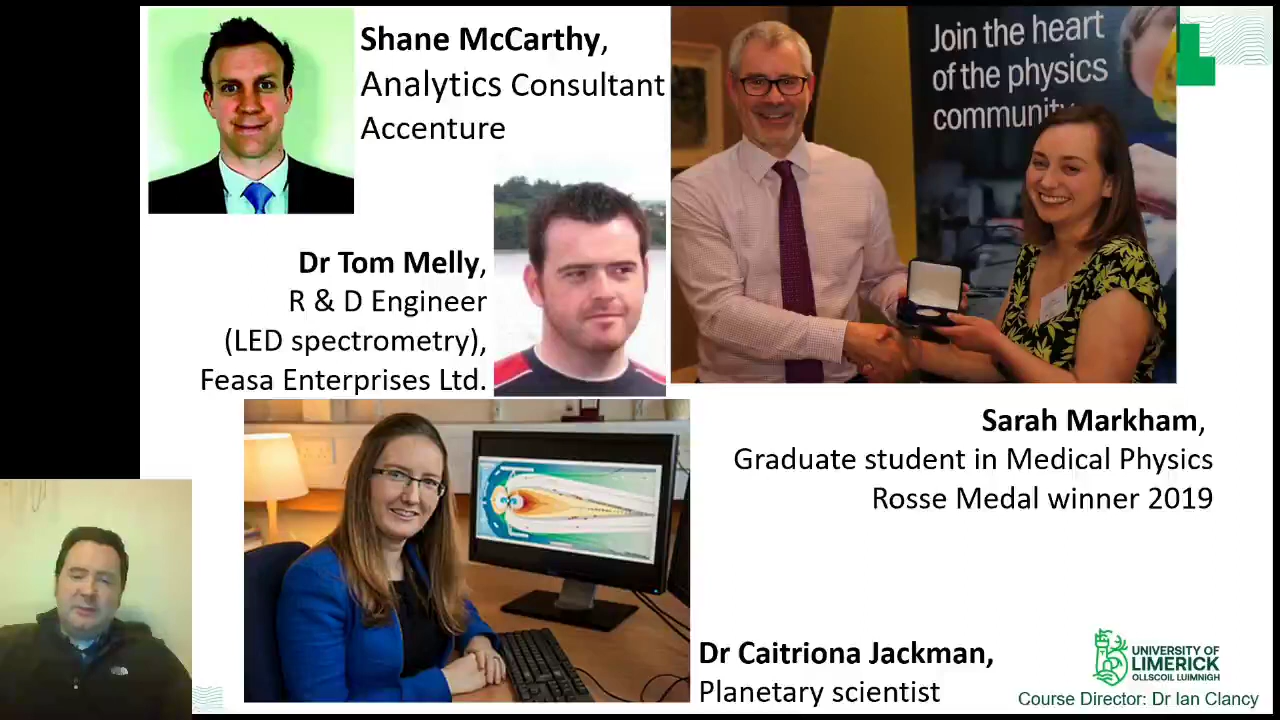 Shane McCarthy,
Analytics Consultant
Accenture
Join the heart
of the physics
community
Dr Tom Melly,
R & D Engineer
(LED spectrometry),
Feasa Enterprises Ltd.
Sarah Markham,
Graduate student in Medical Physics
Rosse Medal winner 2019
Dr Caitriona Jackman,
Planetary scientist
UNIVERSITY OF
LIMERICK
OLLSCOIL LUIMNIGH
Course Director: Dr Ian Clancy